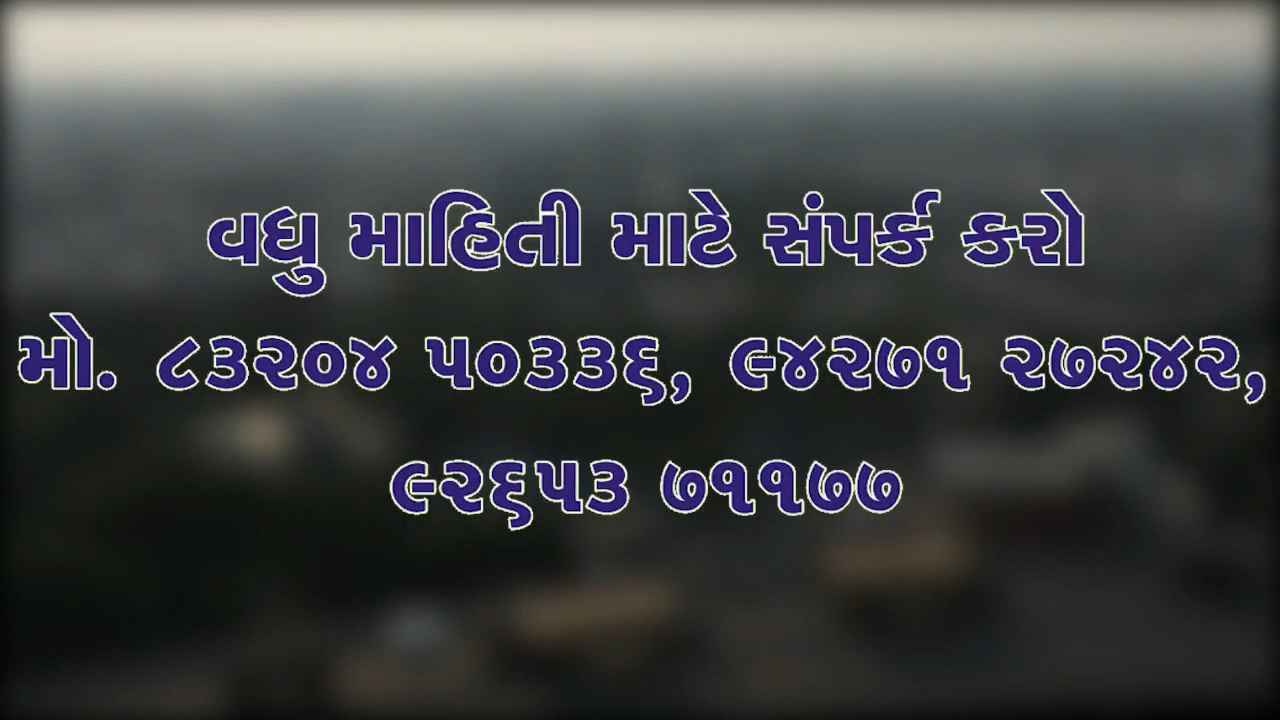 વધુ માહિતી માટે સંપર્ક કરો
મો. ૮૩૨૦૪ ૫૦૩૩૬, ૯૪૨૭૧ ૨૭૨૪૨,
૯૨૬૫૩ ૭૧૧૭૭